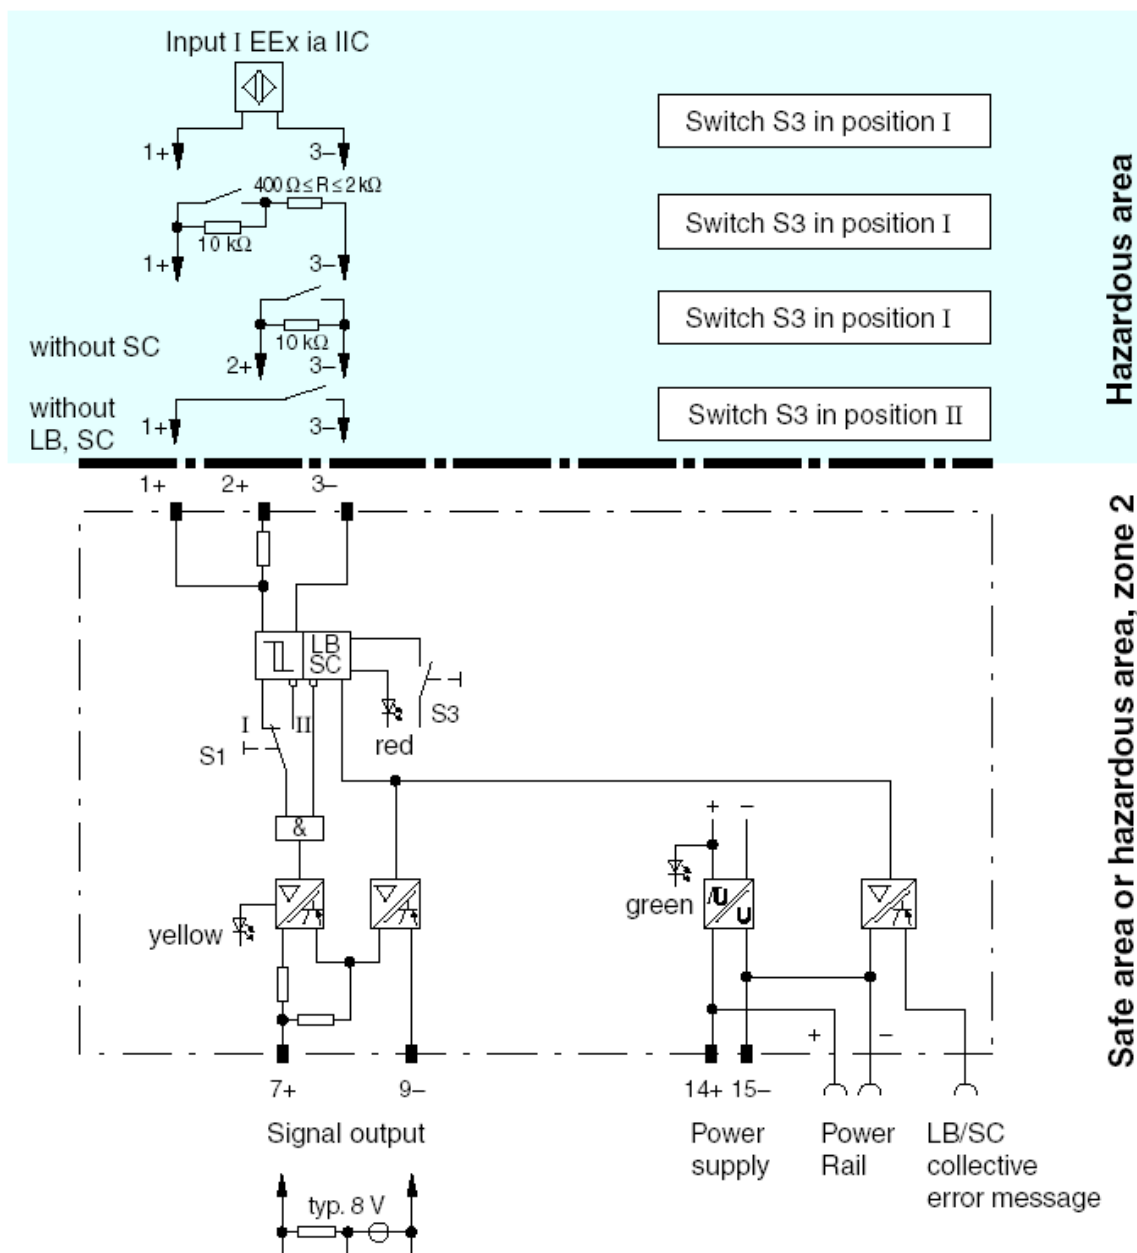 Input I EEx ia IIC
1+
3–
Switch S3 in position I
400 Ω ≤ R ≤ 2 kΩ
10 kΩ
1+
3–
Switch S3 in position I
without SC
10 kΩ
2+
3–
Switch S3 in position I
without
LB, SC
1+
3–
Switch S3 in position II
Hazardous area
1+
2+
3–
Safe area or hazardous area, zone 2
LB
SC
I
II
S1
S3
red
&
+
–
yellow
green
U
U
+
–
7+
9–
14+
15–
Signal output
Power
supply
Power
Rail
LB/SC
collective
error message
typ. 8 V